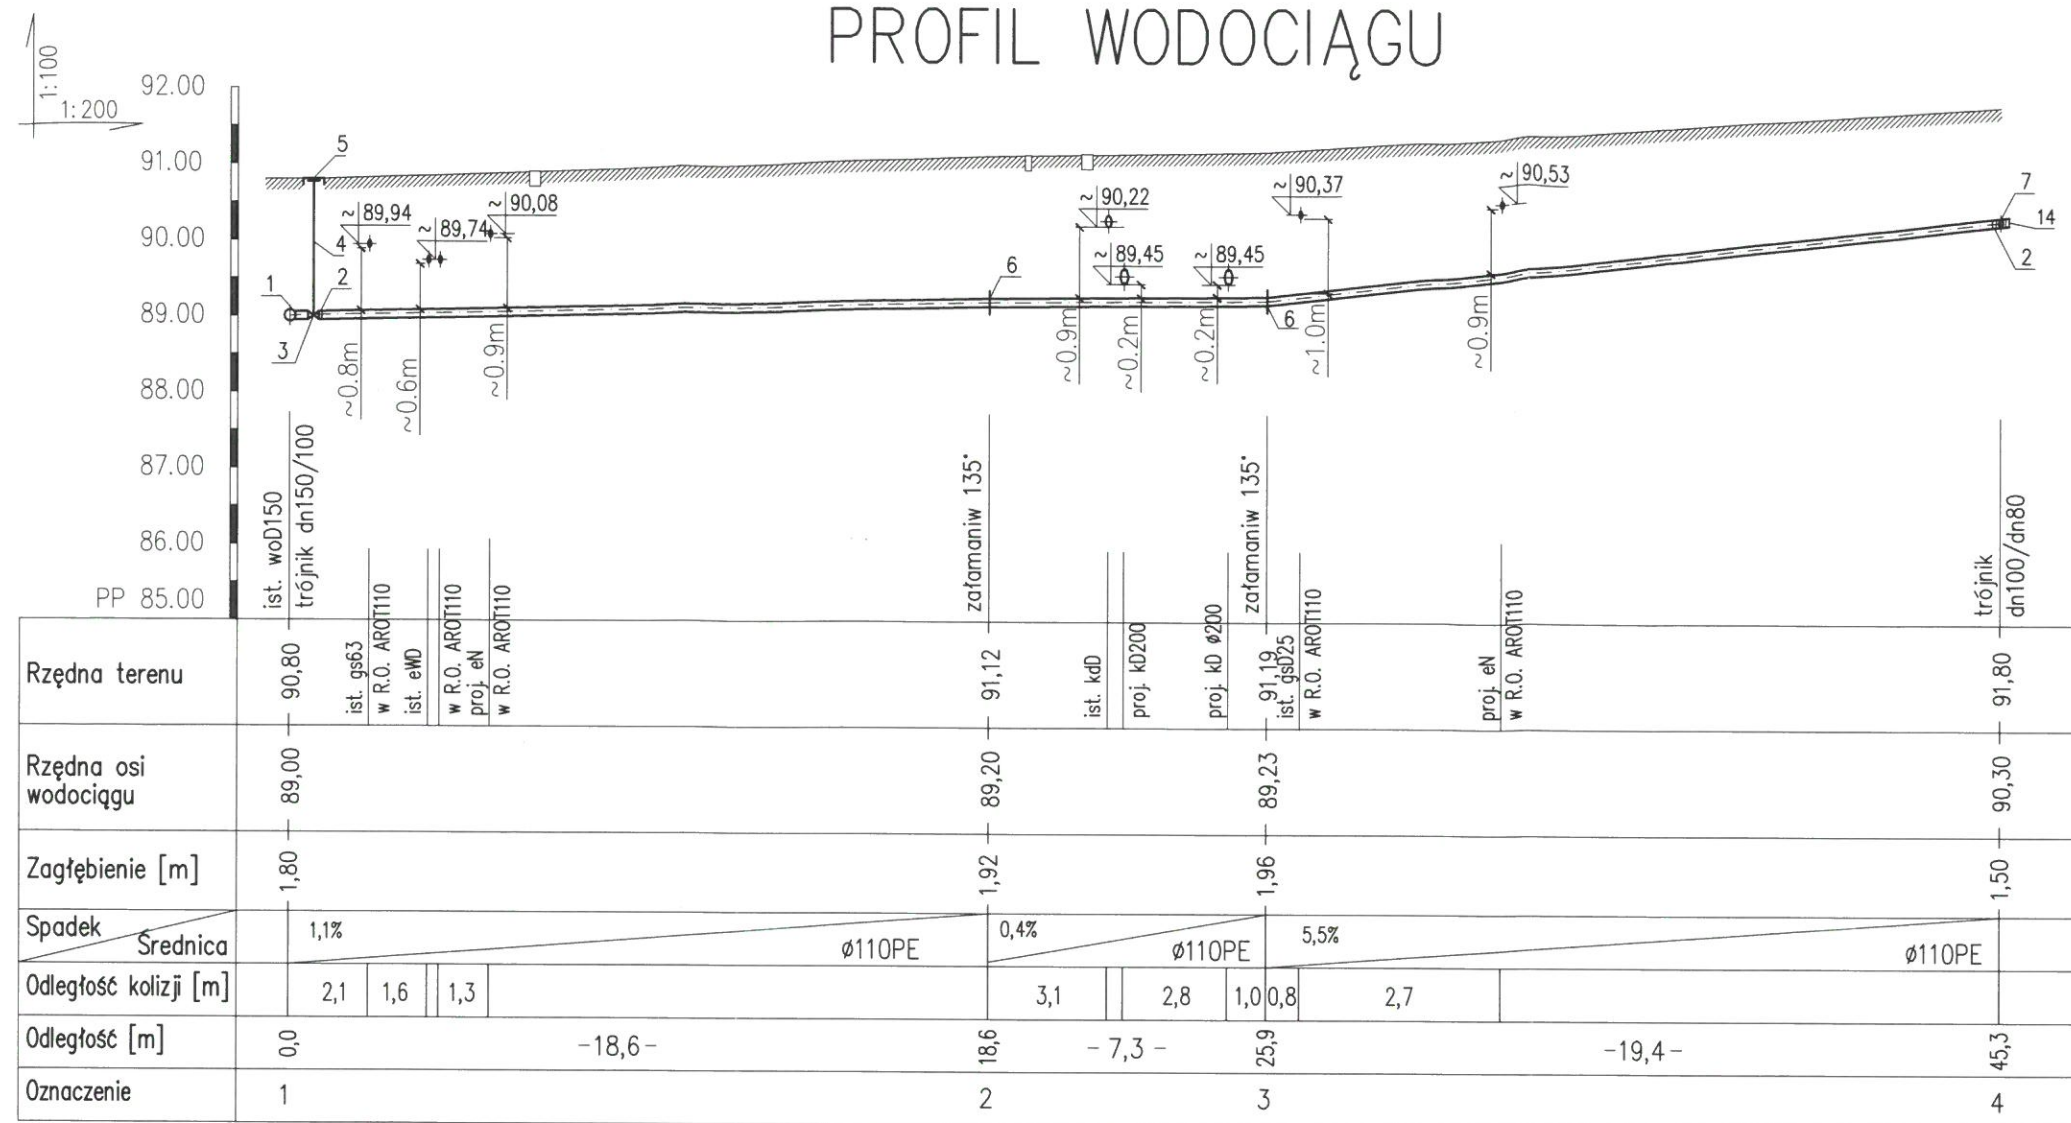 PROFIL WODOCIĄGU
1:100
1:200
92.00
91.00
90.00
89.00
88.00
87.00
86.00
PP 85.00
5
4
1
2
3
~ 89,94
~ 89,74
~ 90,08
~0.8m
~0.6m
~0.9m
6
~ 90,22
~ 89,45
~ 89,45
~0.9m
~0.2m
~0.2m
6
~ 90,37
~1.0m
~ 90,53
~0.9m
7
14
2
ist. woD150
trójnik dn150/100
załamaniw 135°
załamaniw 135°
trójnik
dn100/dn80
Rzędna terenu
90,80
ist. gs63
w R.O. AROT110
ist. eWD
w R.O. AROT110
proj. eN
w R.O. AROT110
91,12
ist. kdD
proj. kD200
proj. kD ø200
91,19
ist. gsD25
w R.O. AROT110
proj. eN
w R.O. AROT110
91,80
Rzędna osi
wodociągu
89,00
89,20
89,23
90,30
Zagłębienie [m]
1,80
1,92
1,96
1,50
Spadek
Średnica
1,1%
ø110PE
0,4%
ø110PE
5,5%
ø110PE
Odległość kolizji [m]
2,1
1,6
1,3
3,1
2,8
1,0
0,8
2,7
Odległość [m]
0,0
-18,6-
18,6
- 7,3 -
25,9
-19,4-
45,3
Oznaczenie
1
2
3
4